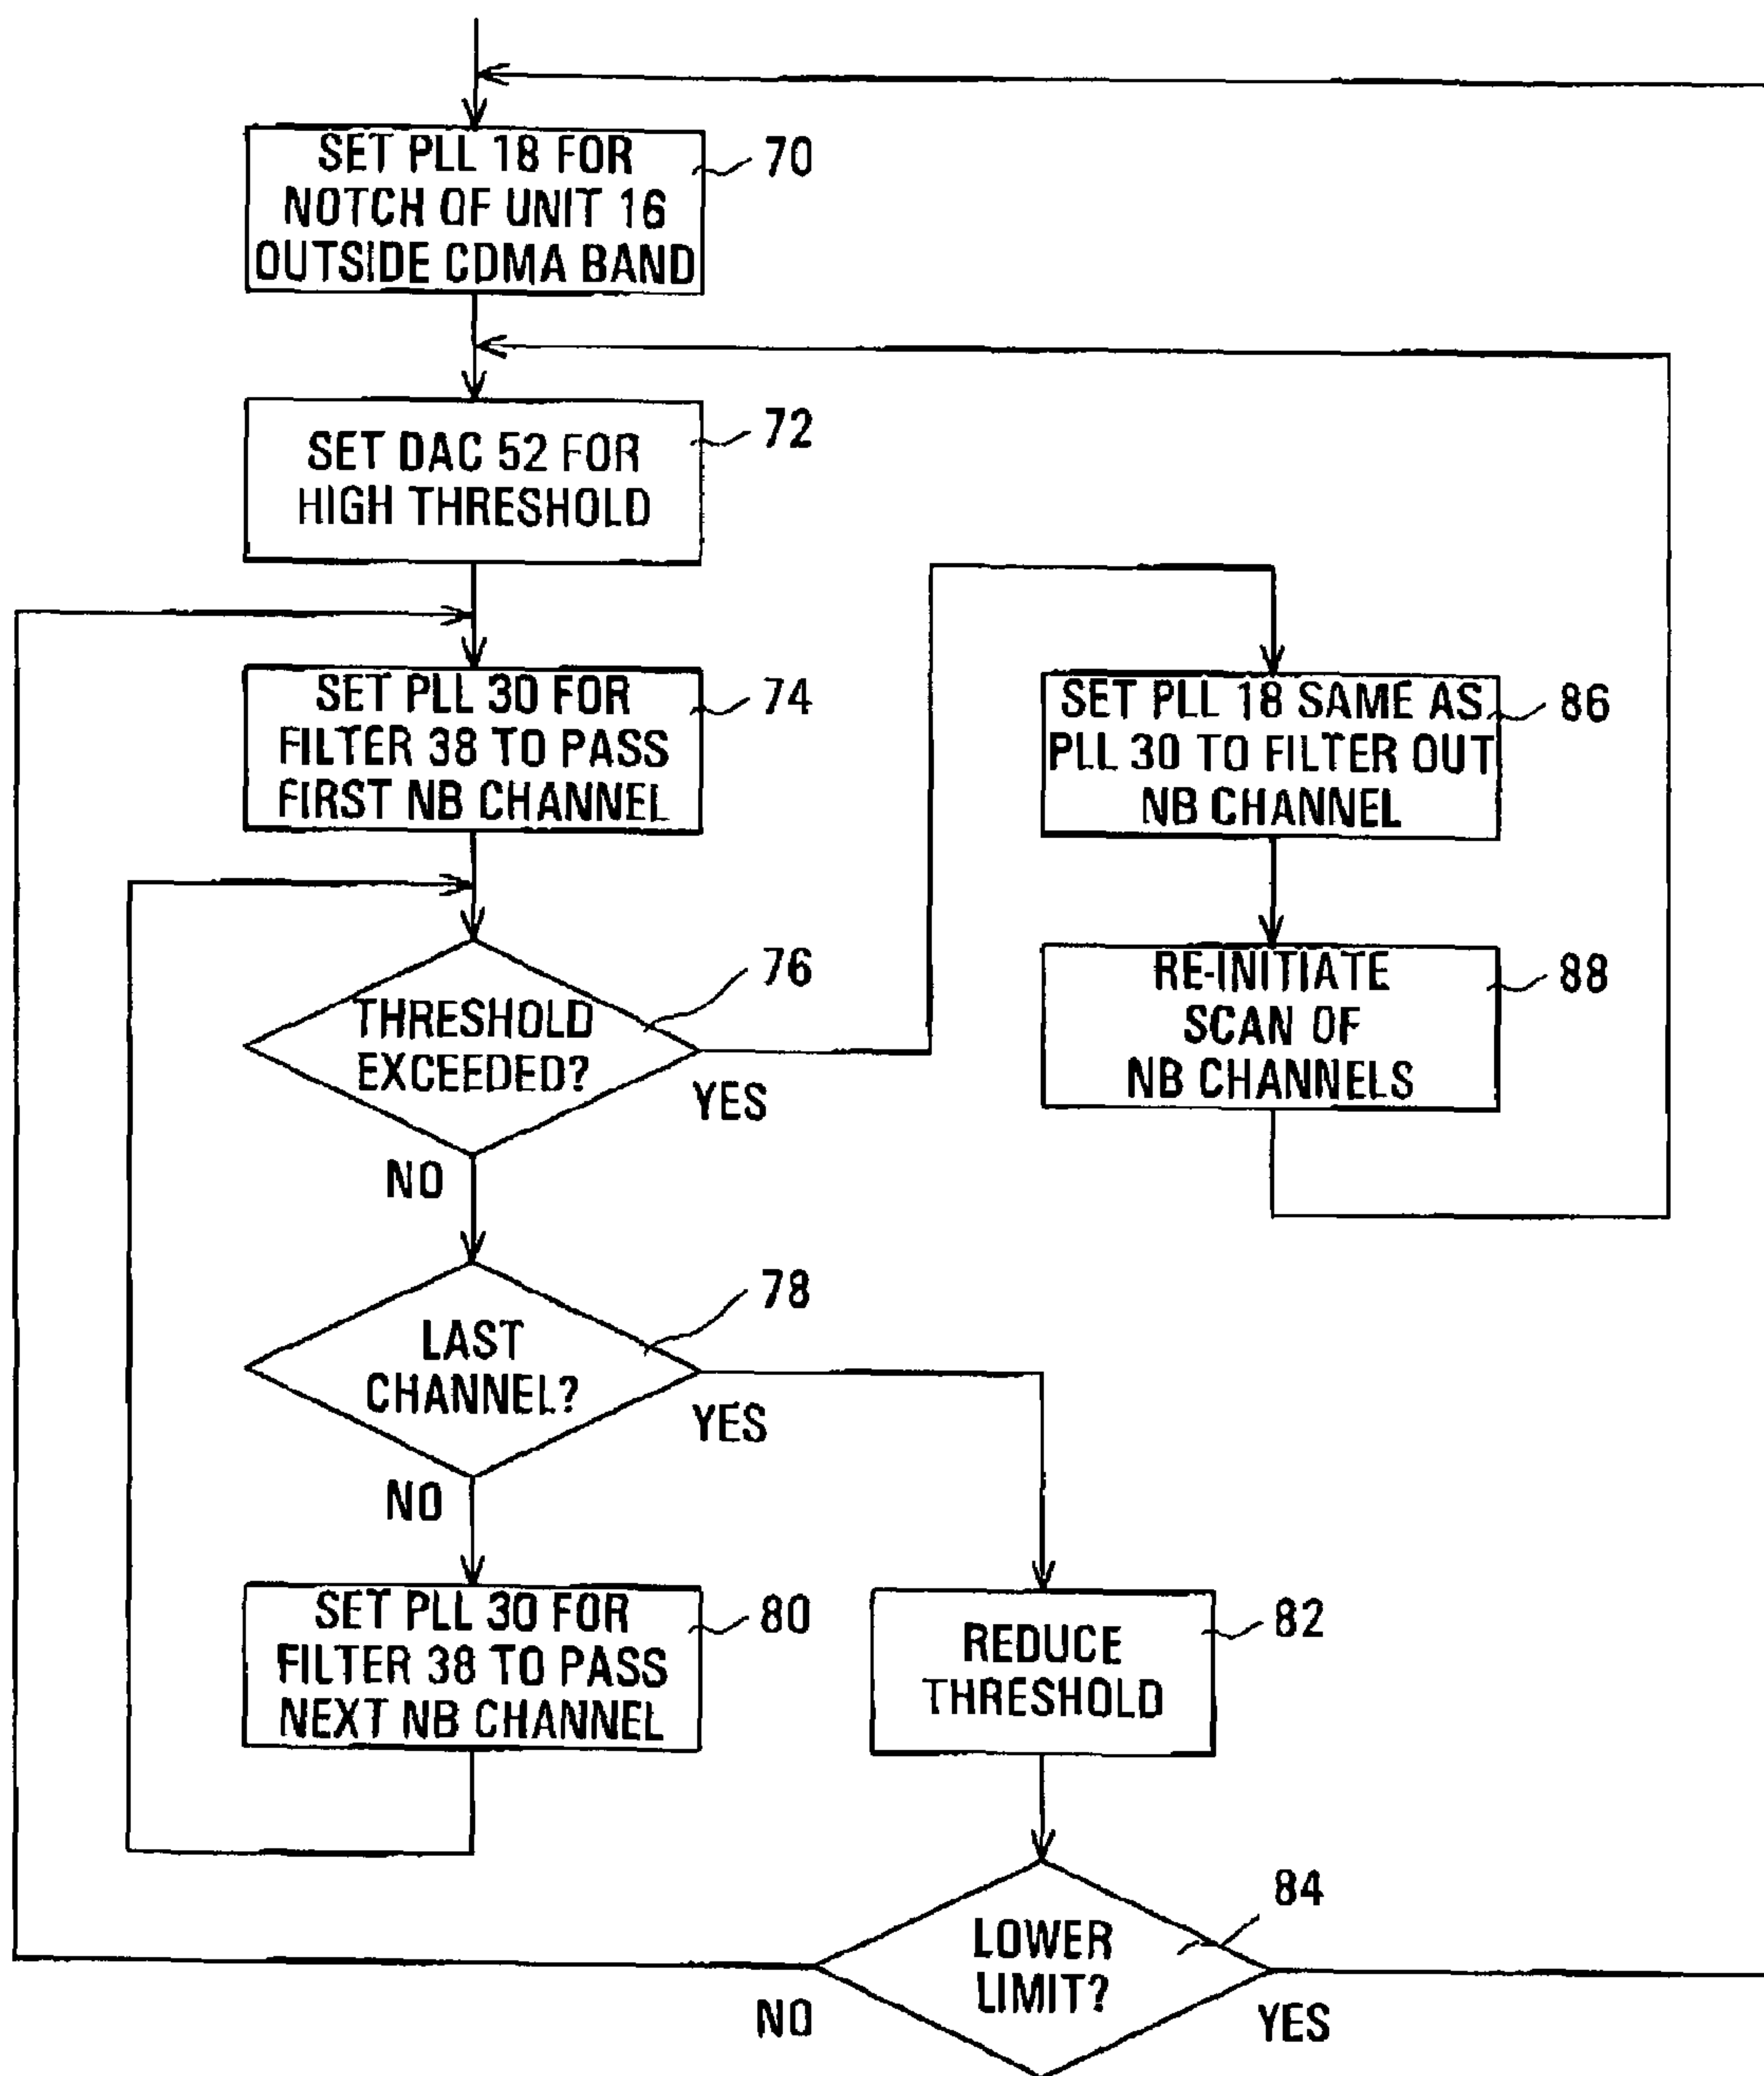 SET PLL 18 FOR
NOTCH OF UNIT 16
OUTSIDE CDMA BAND
70
SET DAC 52 FOR
HIGH THRESHOLD
72
SET PLL 30 FOR
FILTER 38 TO PASS
FIRST NB CHANNEL
74
SET PLL 18 SAME AS
PLL 30 TO FILTER OUT
NB CHANNEL
86
THRESHOLD
EXCEEDED?
76
YES
NO
RE-INITIATE
SCAN OF
NB CHANNELS
88
LAST
CHANNEL?
78
YES
NO
SET PLL 30 FOR
FILTER 38 TO PASS
NEXT NB CHANNEL
80
REDUCE
THRESHOLD
82
LOWER
LIMIT?
84
NO
YES